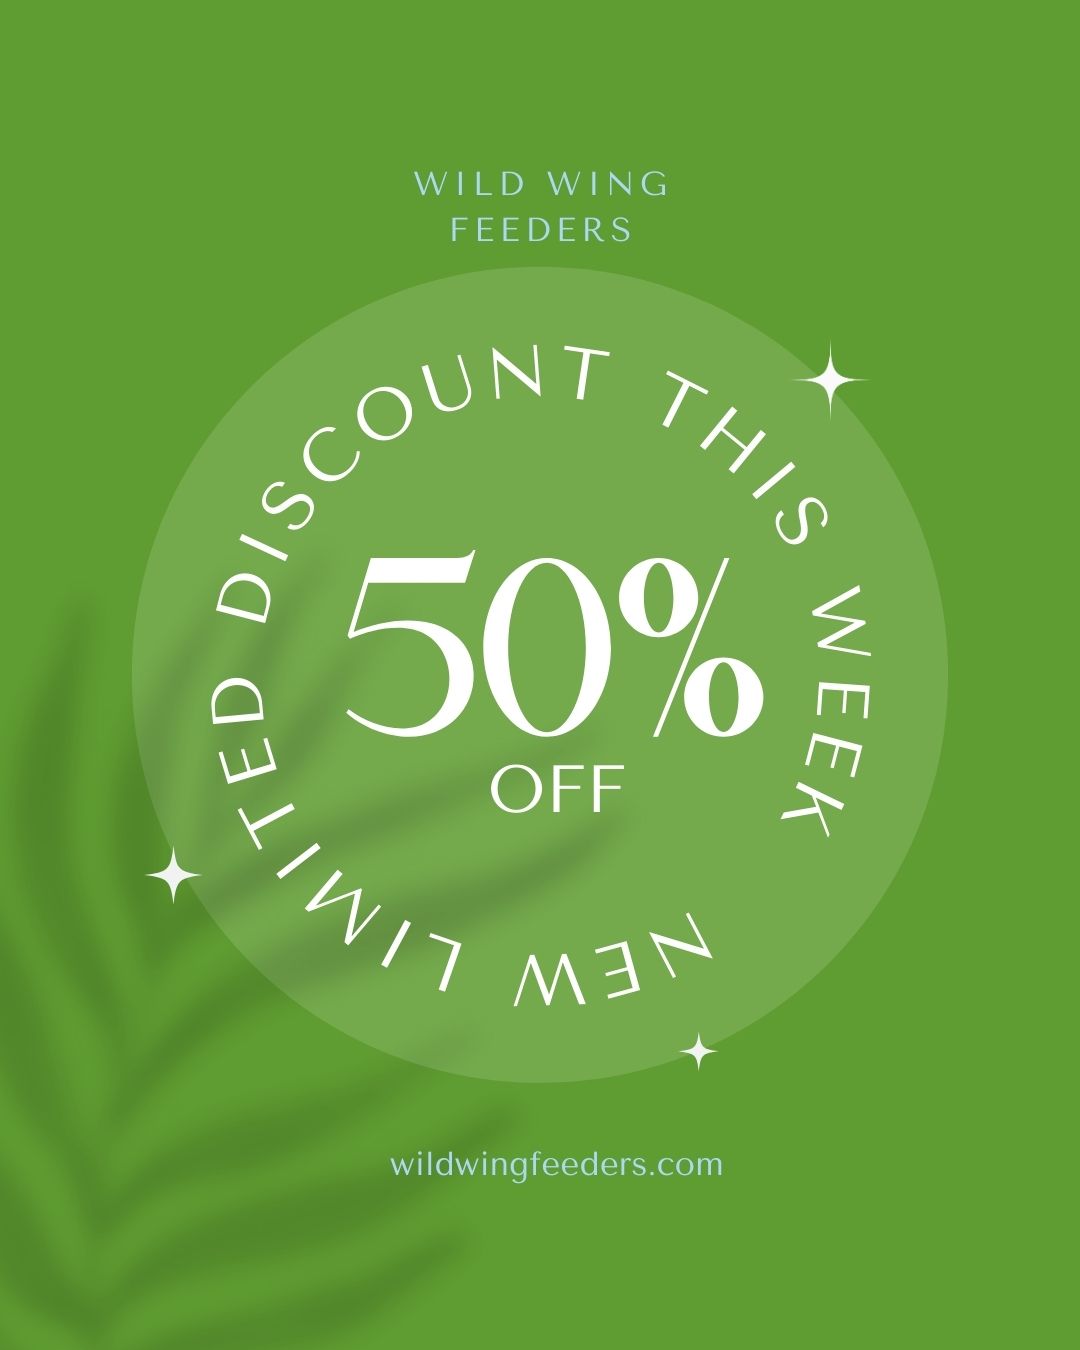 WILD WING
FEEDERS
NEW LIMITED DISCOUNT THIS WEEK
50%
OFF
wildwingfeeders.com